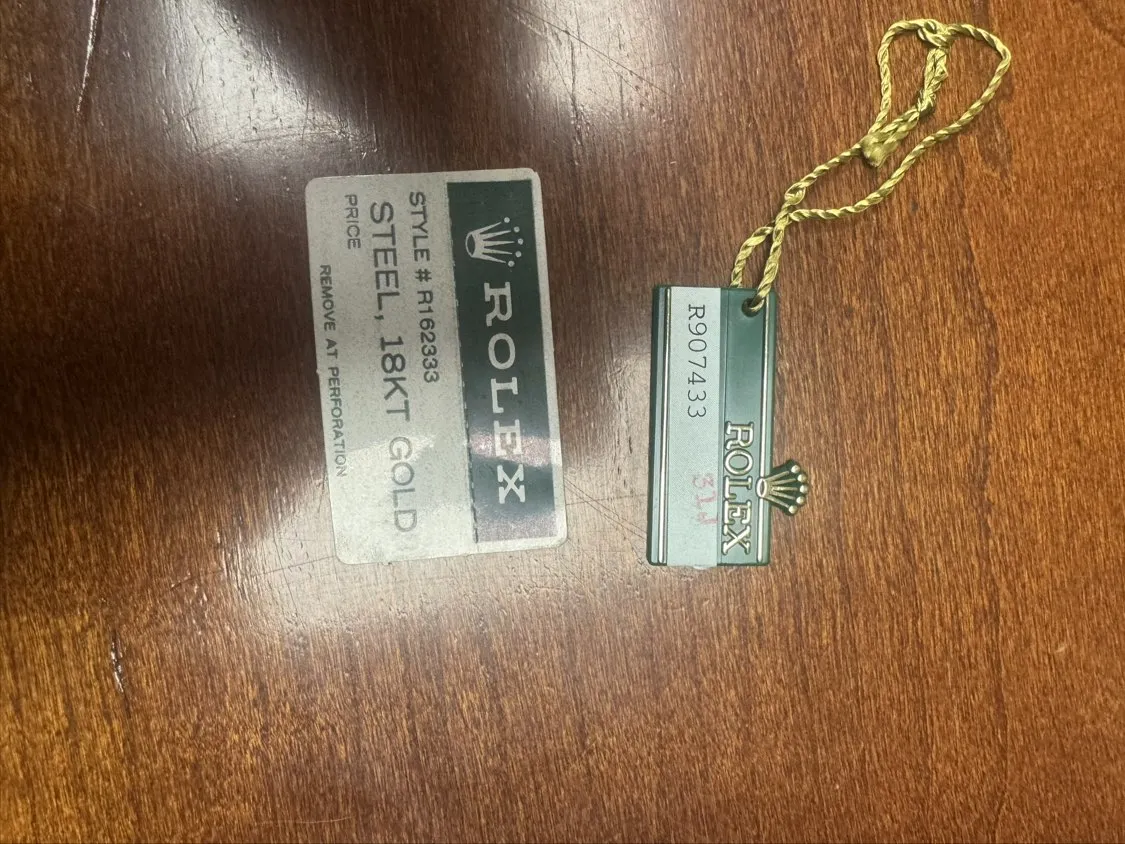 ROLEX
STYLE # R162333
STEEL, 18KT GOLD
PRICE
REMOVE AT PERFORATION
ROLEX
R907433